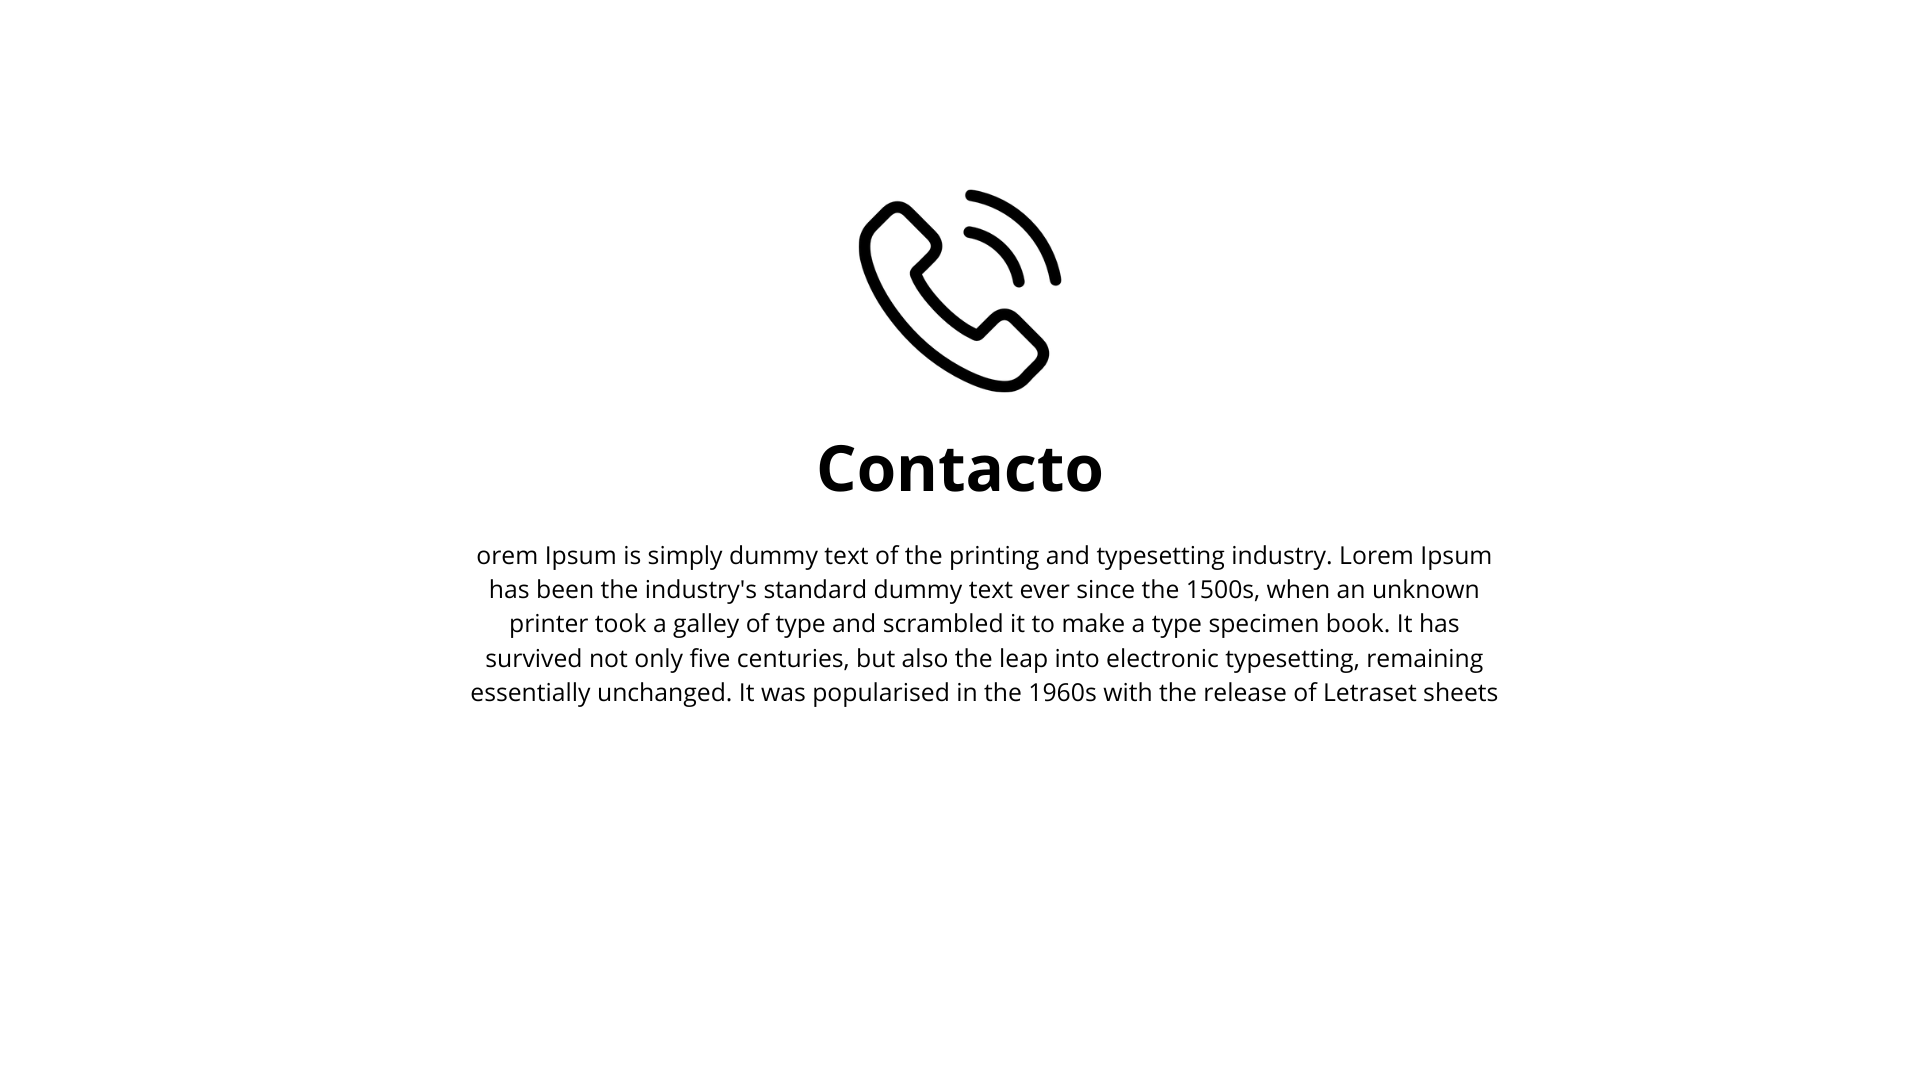 Contacto
orem Ipsum is simply dummy text of the printing and typesetting industry. Lorem Ipsum
has been the industry's standard dummy text ever since the 1500s, when an unknown
printer took a galley of type and scrambled it to make a type specimen book. It has
survived not only five centuries, but also the leap into electronic typesetting, remaining
essentially unchanged. It was popularised in the 1960s with the release of Letraset sheets